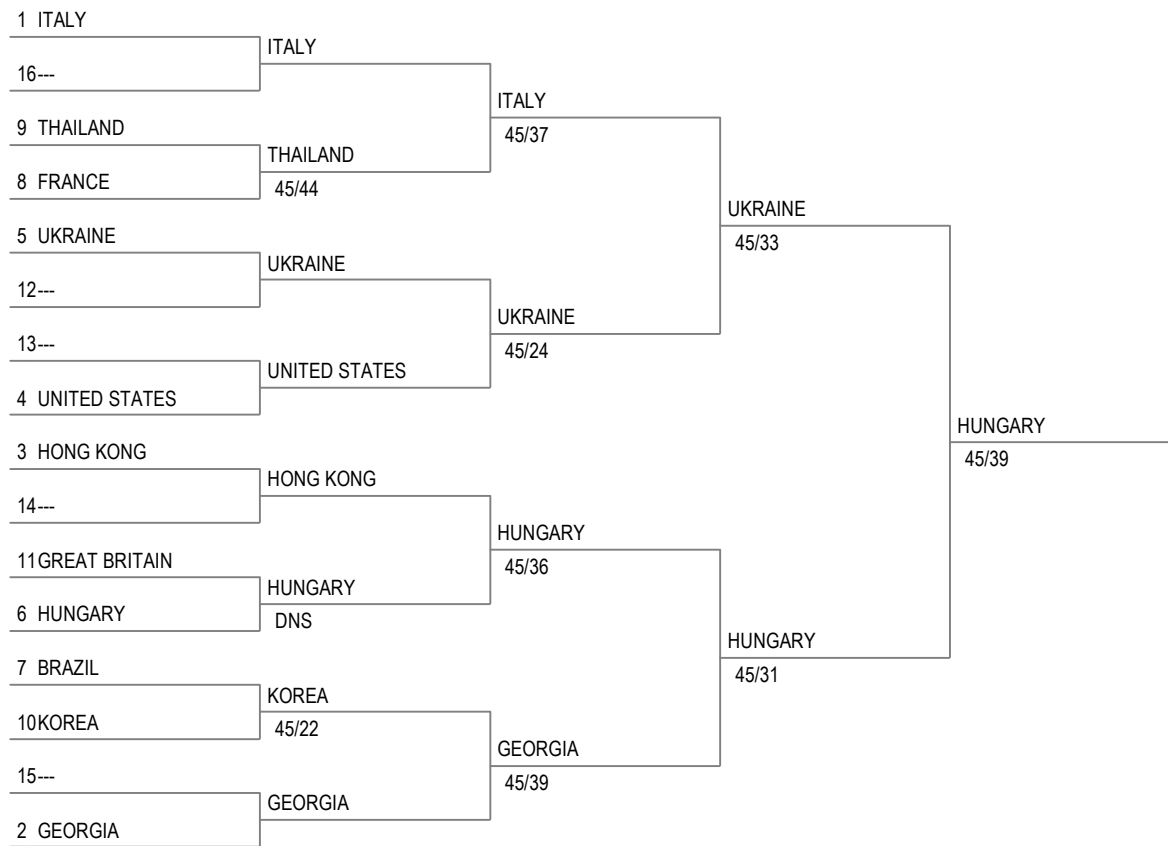 1 ITALY
16---
9 THAILAND
8 FRANCE
5 UKRAINE
12---
13---
4 UNITED STATES
3 HONG KONG
14---
11GREAT BRITAIN
6 HUNGARY
7 BRAZIL
10KOREA
15---
2 GEORGIA
ITALY
THAILAND
45/44
UKRAINE
UNITED STATES
HONG KONG
HUNGARY
DNS
KOREA
45/22
GEORGIA
ITALY
45/37
UKRAINE
45/24
HUNGARY
45/36
GEORGIA
45/39
UKRAINE
45/33
HUNGARY
45/31
HUNGARY
45/39